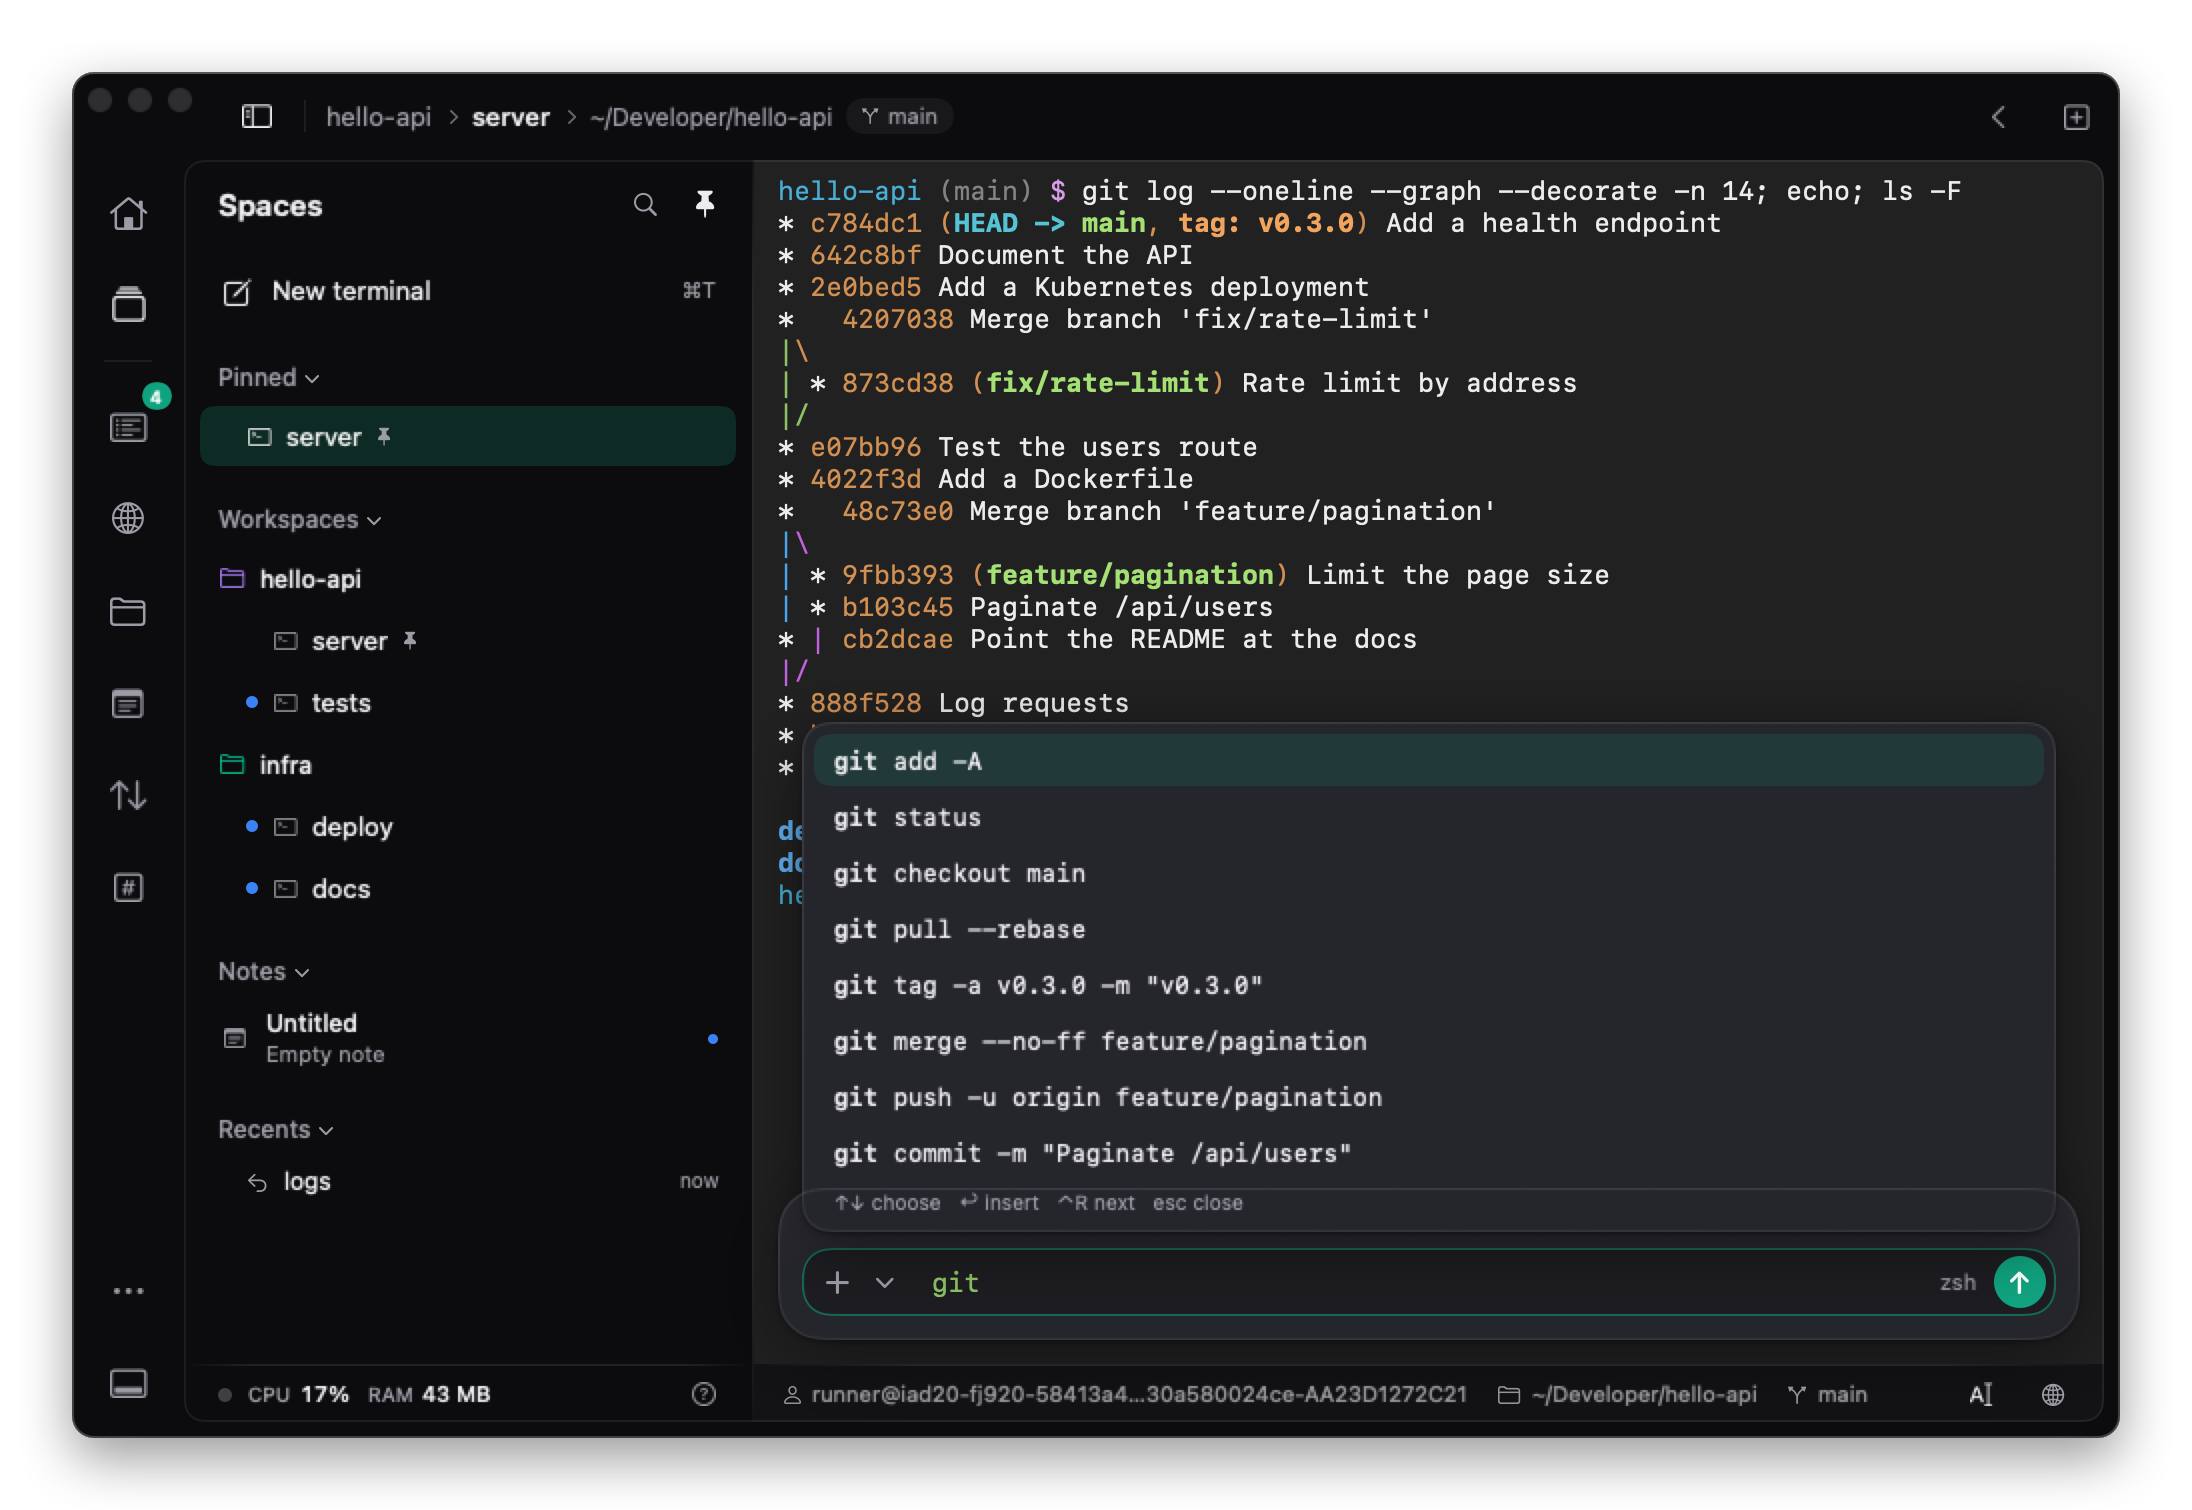 hello-api > server > ~/Developer/hello-api main
Spaces
New terminal ⌘T
Pinned
4
server
Workspaces
hello-api
server
tests
infra
deploy
docs
Notes
Untitled
Empty note
Recents
logs now
CPU 17% RAM 43 MB
hello-api (main) $ git log --oneline --graph --decorate -n 14; echo; ls -F
* c784dc1 (HEAD -> main, tag: v0.3.0) Add a health endpoint
* 642c8bf Document the API
* 2e0bed5 Add a Kubernetes deployment
*   4207038 Merge branch 'fix/rate-limit'
|\
| * 873cd38 (fix/rate-limit) Rate limit by address
|/
* e07bb96 Test the users route
* 4022f3d Add a Dockerfile
*   48c73e0 Merge branch 'feature/pagination'
|\
| * 9fbb393 (feature/pagination) Limit the page size
| * b103c45 Paginate /api/users
* | cb2dcae Point the README at the docs
|/
* 888f528 Log requests
*
*
git add -A
git status
git checkout main
git pull --rebase
git tag -a v0.3.0 -m "v0.3.0"
git merge --no-ff feature/pagination
git push -u origin feature/pagination
git commit -m "Paginate /api/users"
↑↓ choose ↩ insert ^R next esc close
git zsh
runner@iad20-fj920-58413a4...30a580024ce-AA23D1272C21 ~/Developer/hello-api main